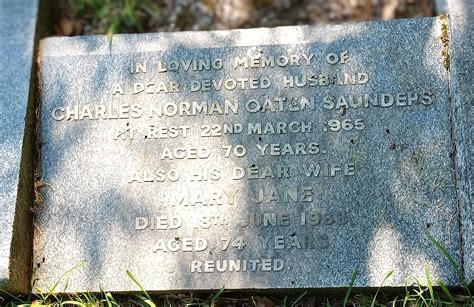 IN LOVING MEMORY OF
A DEAR DEVOTED HUSBAND
CHARLES NORMAN OATEN SAUNDERS
AT REST 22ND MARCH 1965
AGED 70 YEARS.
ALSO HIS DEAR WIFE
MARY JANE
DIED 18TH JUNE
AGED 74 YEARS
REUNITED.